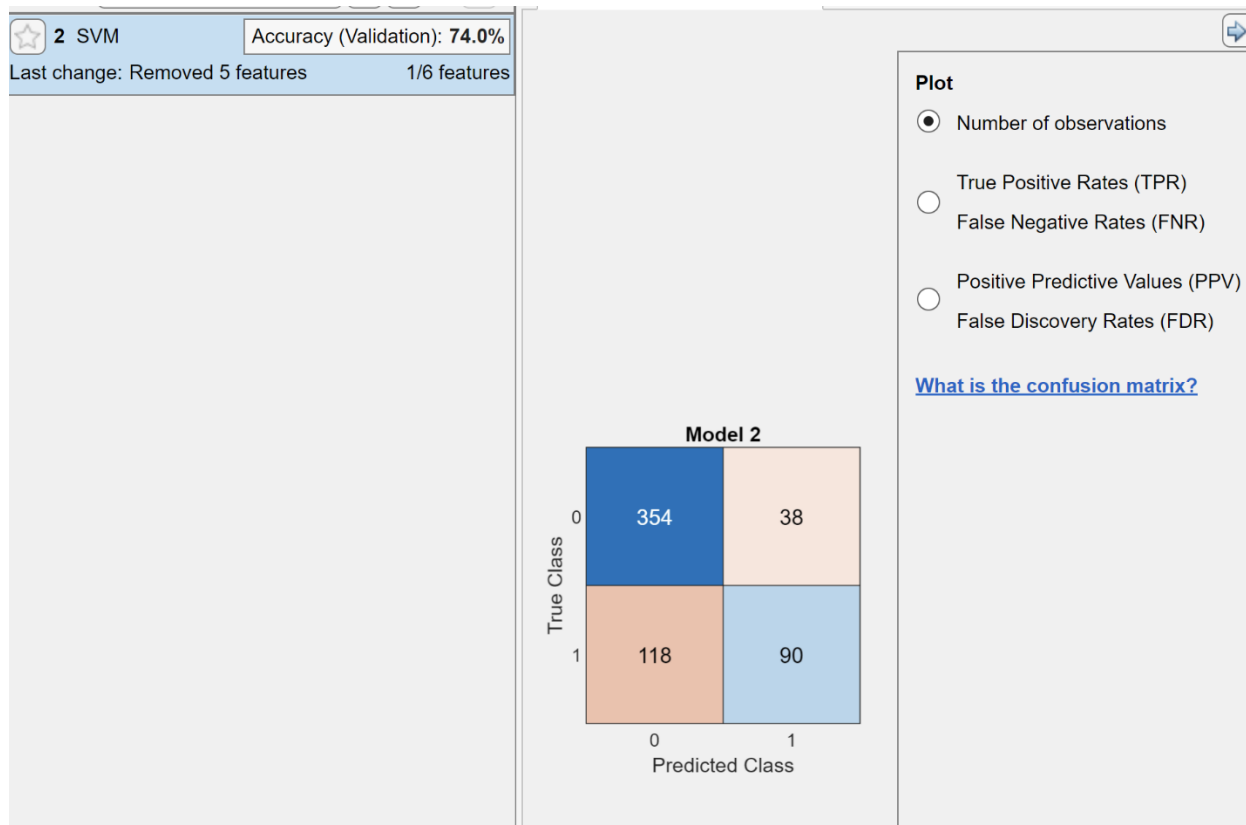 2 SVM
Accuracy (Validation): 74.0%
Last change: Removed 5 features
1/6 features
Plot
Number of observations
True Positive Rates (TPR)
False Negative Rates (FNR)
Positive Predictive Values (PPV)
False Discovery Rates (FDR)
What is the confusion matrix?
Model 2
True Class
0
354
38
1
118
90
0
1
Predicted Class